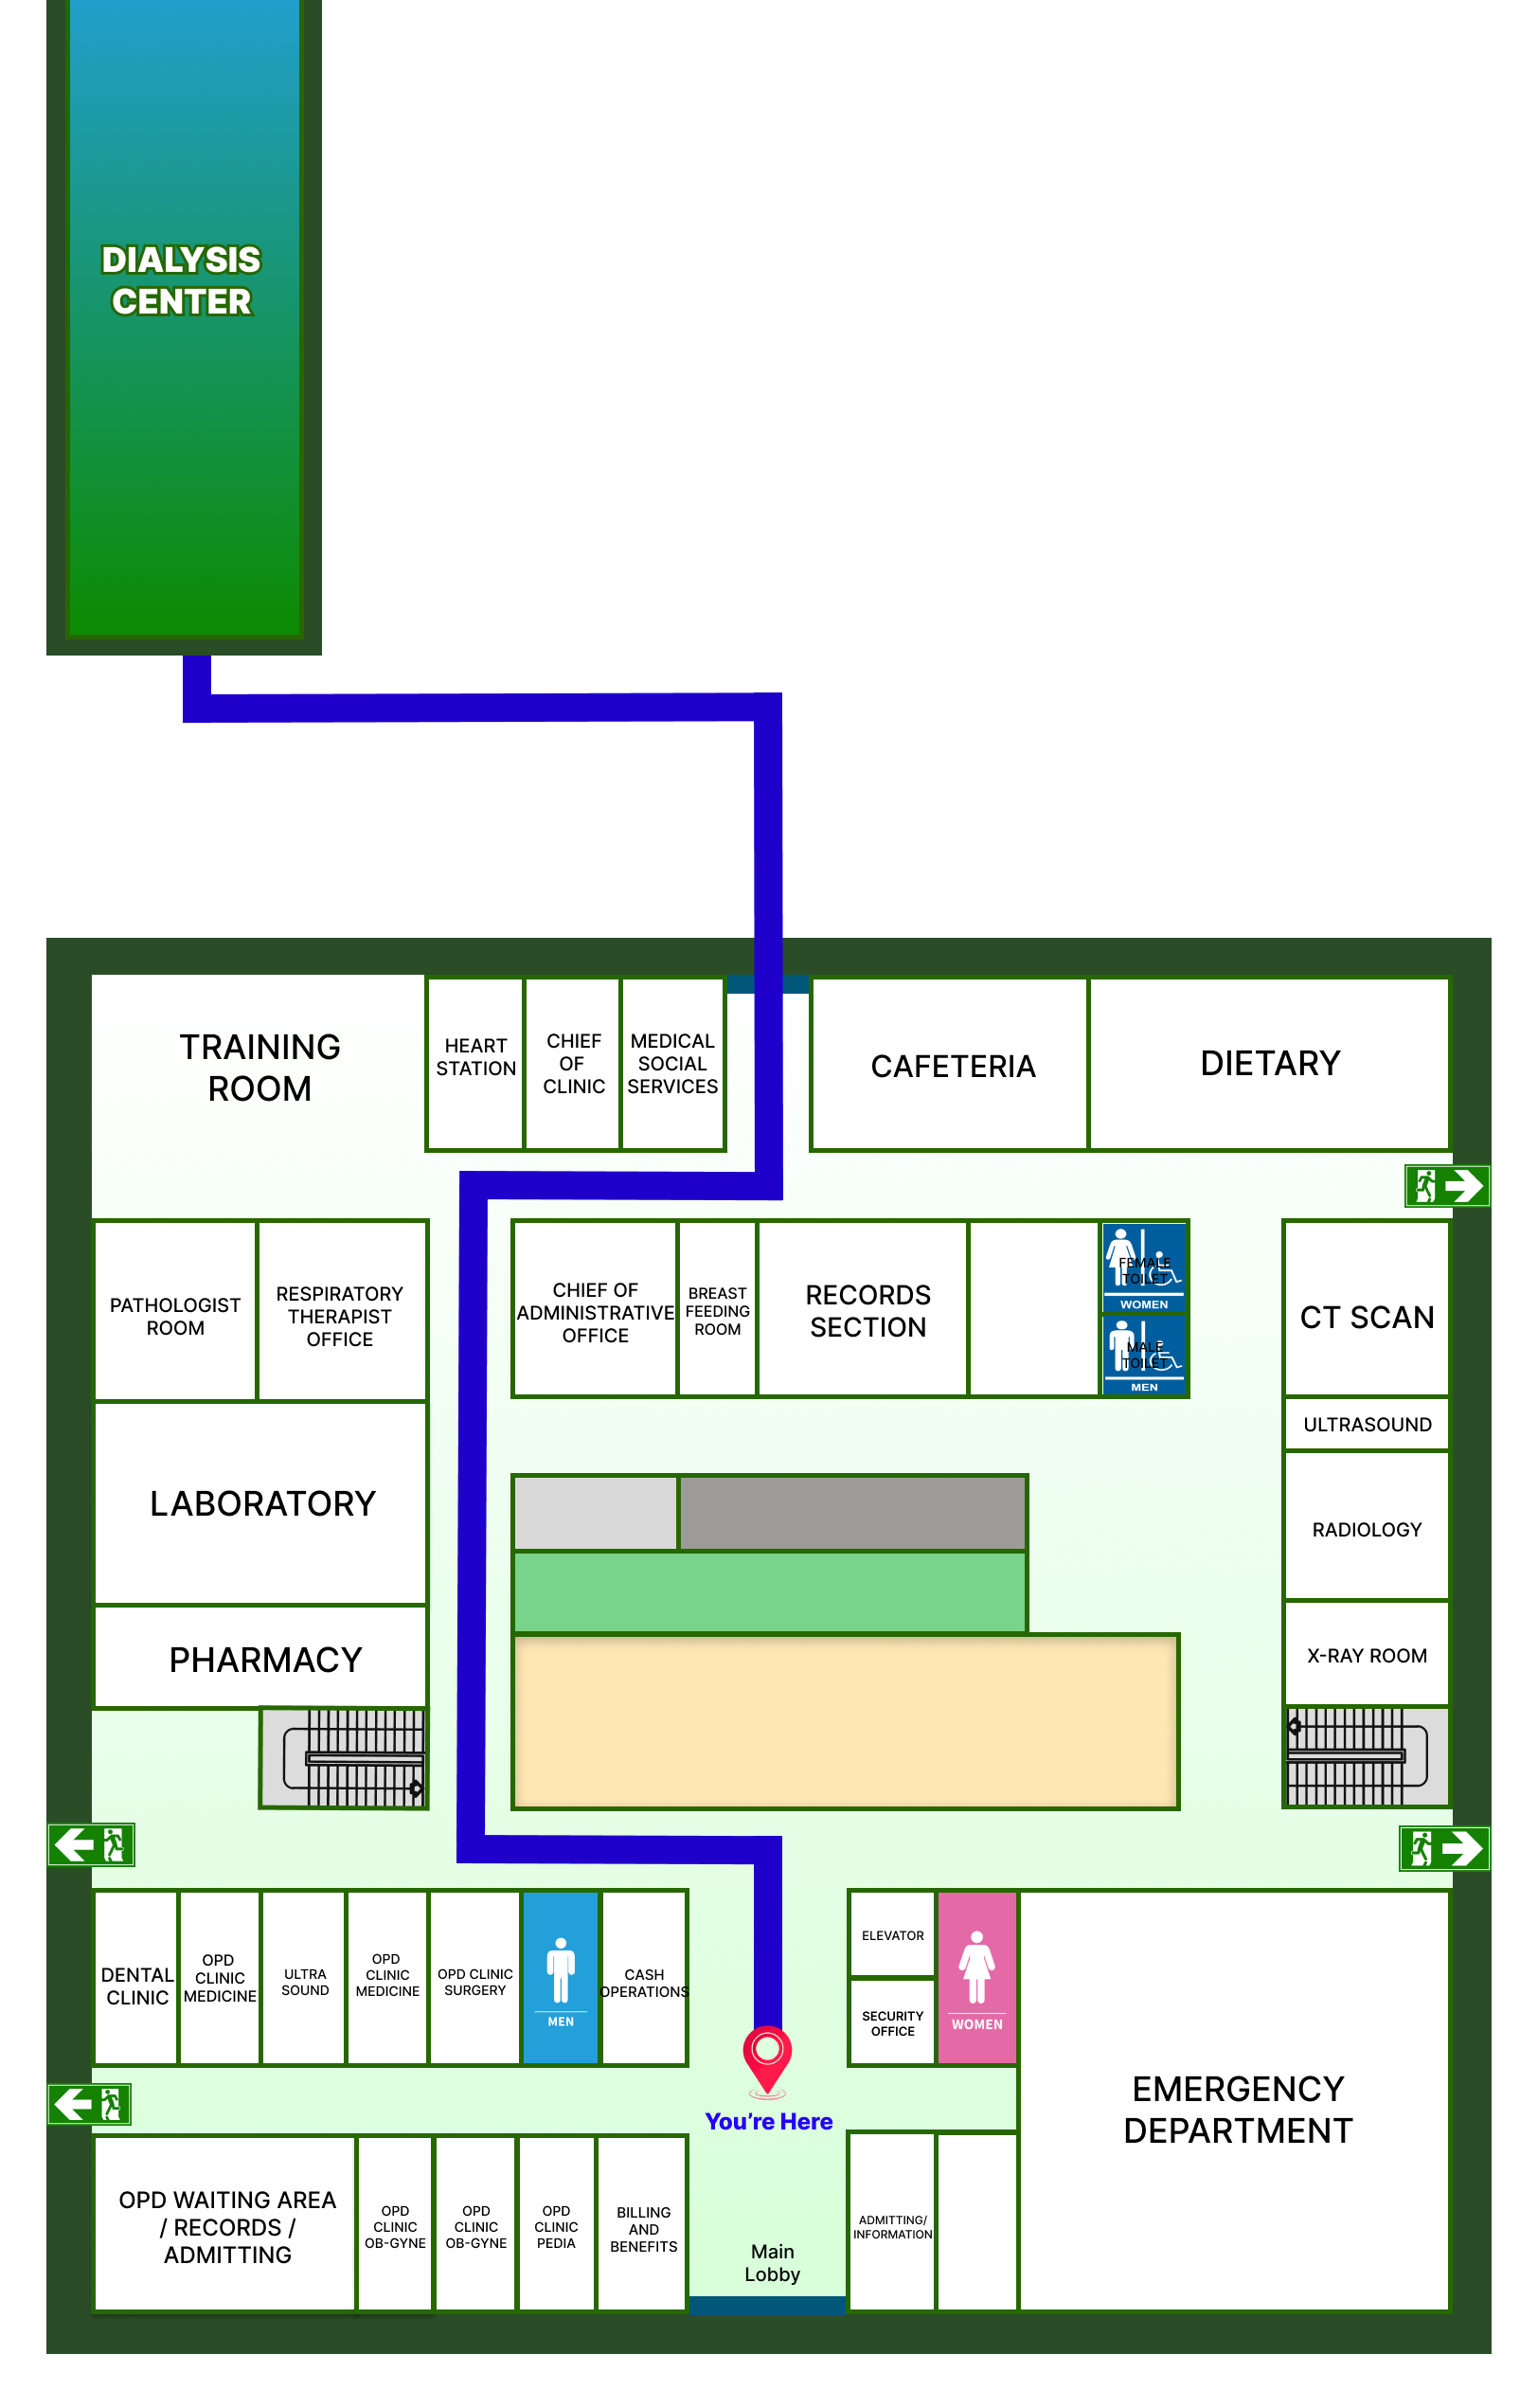 DIALYSIS
CENTER
TRAINING
ROOM
HEART
STATION
CHIEF
OF
CLINIC
MEDICAL
SOCIAL
SERVICES
CAFETERIA
DIETARY
PATHOLOGIST
ROOM
RESPIRATORY
THERAPIST
OFFICE
CHIEF OF
ADMINISTRATIVE
OFFICE
BREAST
FEEDING
ROOM
RECORDS
SECTION
FEMALE
TOILET
WOMEN
MALE
TOILET
MEN
CT SCAN
ULTRASOUND
LABORATORY
RADIOLOGY
PHARMACY
X-RAY ROOM
DENTAL
CLINIC
OPD
CLINIC
MEDICINE
ULTRA
SOUND
OPD
CLINIC
MEDICINE
OPD CLINIC
SURGERY
MEN
CASH
OPERATIONS
ELEVATOR
SECURITY
OFFICE
WOMEN
You're Here
EMERGENCY
DEPARTMENT
OPD WAITING AREA
/ RECORDS /
ADMITTING
OPD
CLINIC
OB-GYNE
OPD
CLINIC
OB-GYNE
OPD
CLINIC
PEDIA
BILLING
AND
BENEFITS
Main
Lobby
ADMITTING/
INFORMATION